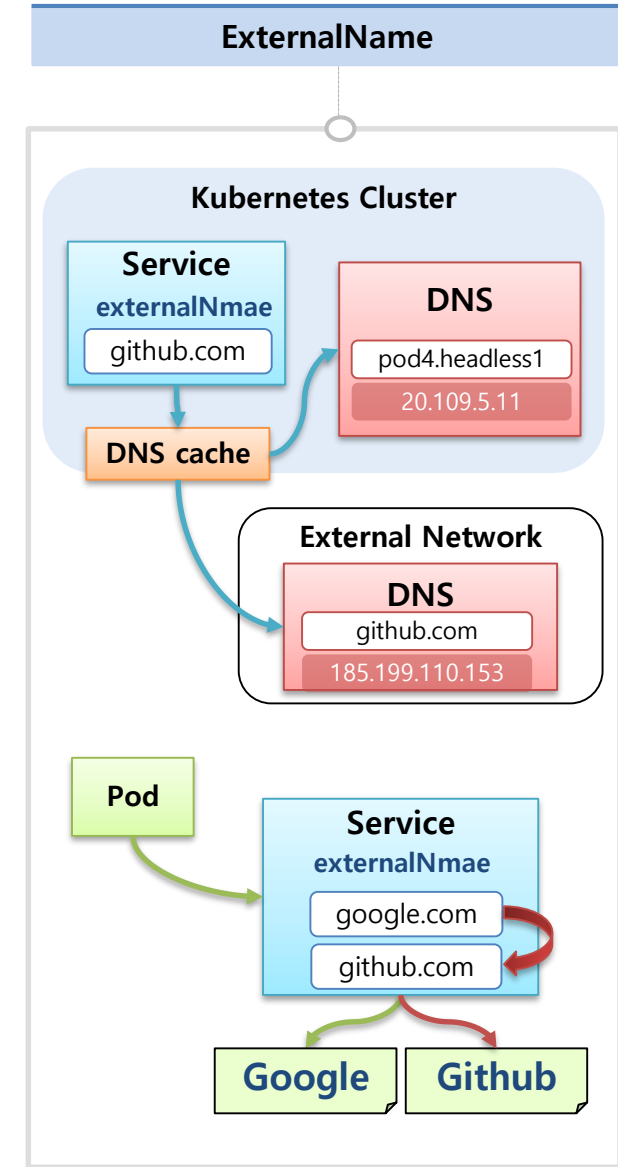 ExternalName
Kubernetes Cluster
Service
externalNmae
github.com
DNS
pod4.headless1
20.109.5.11
DNS cache
External Network
DNS
github.com
185.199.110.153
Pod
Service
externalNmae
google.com
github.com
Google
Github